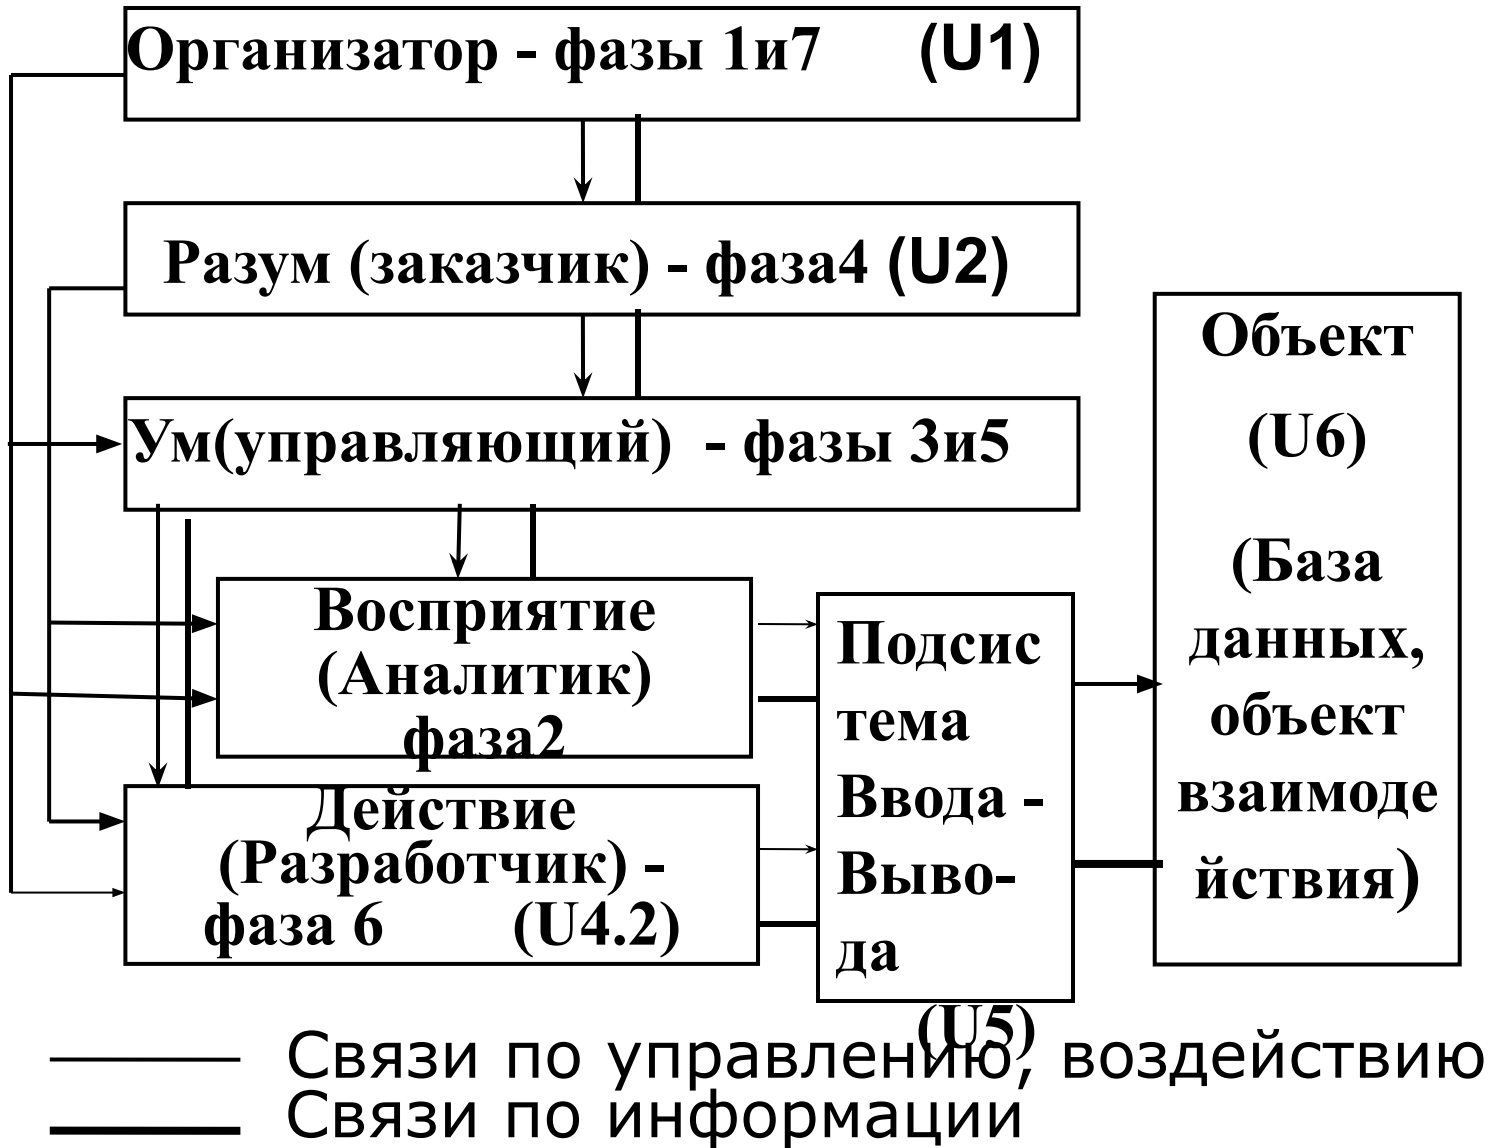 Организатор - фазы 1и7 (U1)
Разум (заказчик) - фаза4 (U2)
Ум(управляющий) - фазы 3и5
Восприятие
(Аналитик)
фаза2
Действие
(Разработчик) -
фаза 6 (U4.2)
Подсис
тема
Ввода -
Выво-
да
(U5)
Объект
(U6)
(База
данных,
объект
взаимоде
йствия)
Связи по управлению, воздействию
Связи по информации